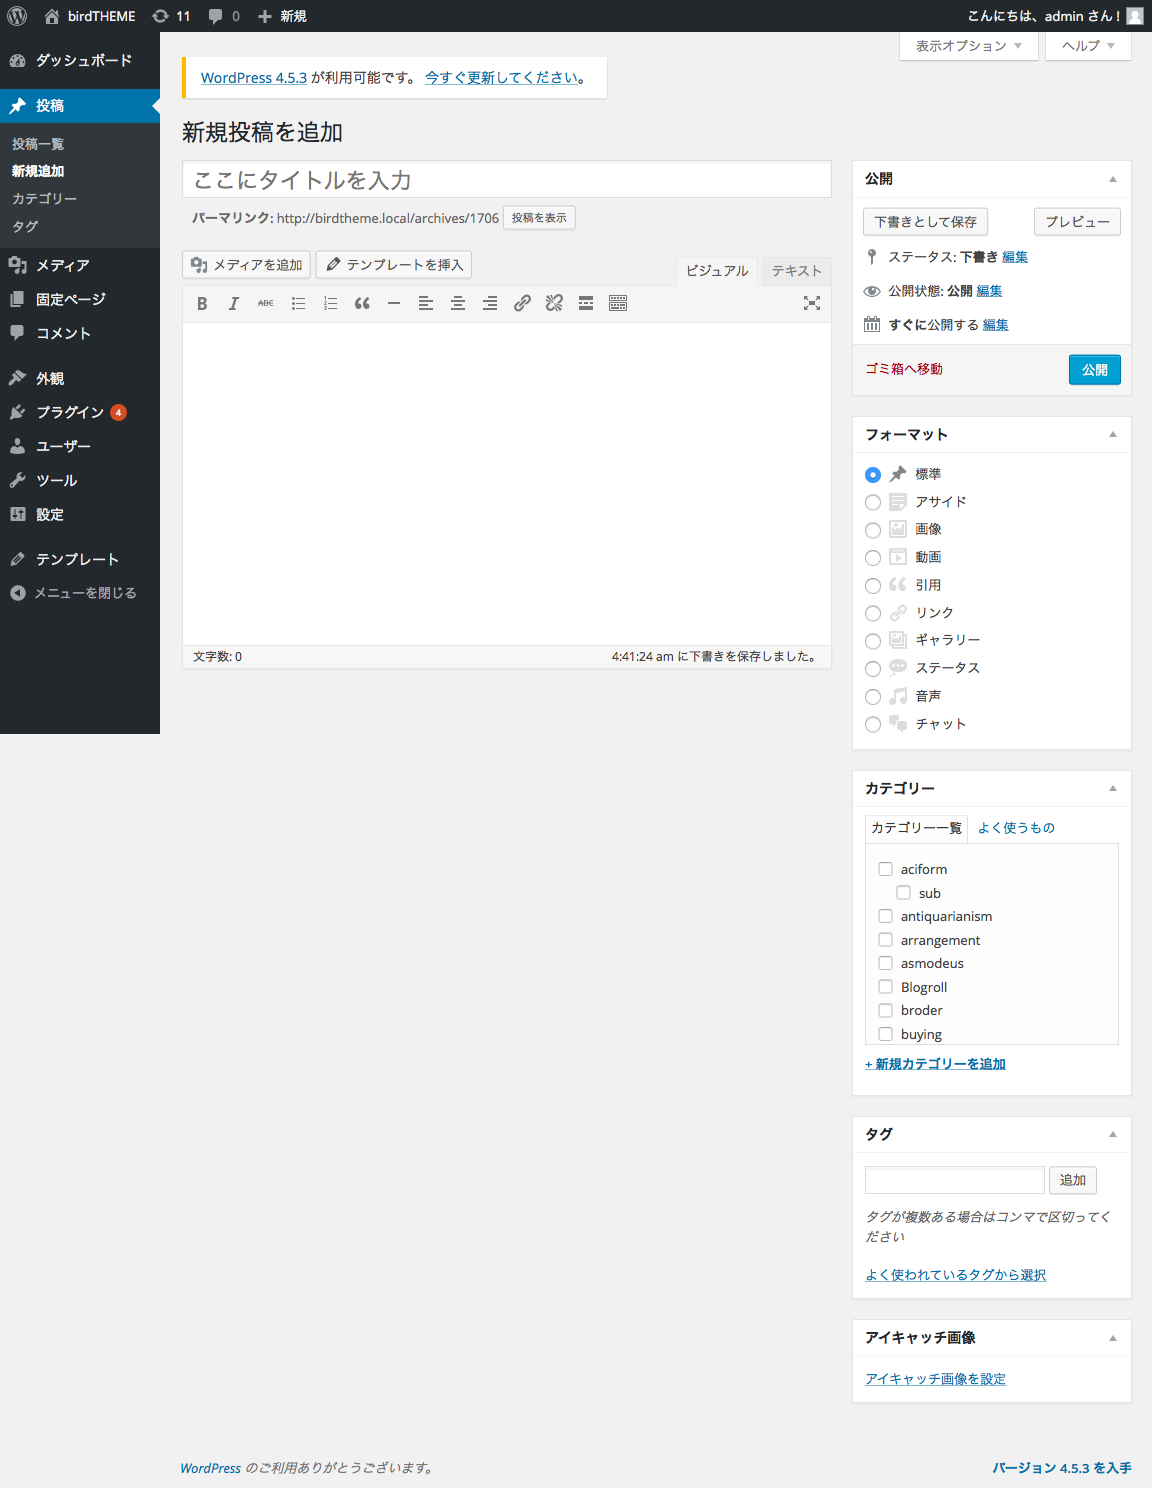 birdTHEME 11 0 新規 こんにちは、admin さん !
ダッシュボード
投稿
投稿一覧
新規追加
カテゴリー
タグ
メディア
固定ページ
コメント
外観
プラグイン 4
ユーザー
ツール
設定
テンプレート
メニューを閉じる
表示オプション ヘルプ
WordPress 4.5.3 が利用可能です。 今すぐ更新してください。
新規投稿を追加
ここにタイトルを入力
パーマリンク: http://birdtheme.local/archives/1706 投稿を表示
メディアを追加 テンプレートを挿入
ビジュアル テキスト
B I ABC
文字数: 0 4:41:24 am に下書きを保存しました。
公開
下書きとして保存 プレビュー
ステータス: 下書き 編集
公開状態: 公開 編集
すぐに公開する 編集
ゴミ箱へ移動 公開
フォーマット
標準
アサイド
画像
動画
引用
リンク
ギャラリー
ステータス
音声
チャット
カテゴリー
カテゴリー一覧 よく使うもの
aciform
sub
antiquarianism
arrangement
asmodeus
Blogroll
broder
buying
+ 新規カテゴリーを追加
タグ
追加
タグが複数ある場合はコンマで区切ってく
ださい
よく使われているタグから選択
アイキャッチ画像
アイキャッチ画像を設定
WordPress のご利用ありがとうございます。 バージョン 4.5.3 を入手